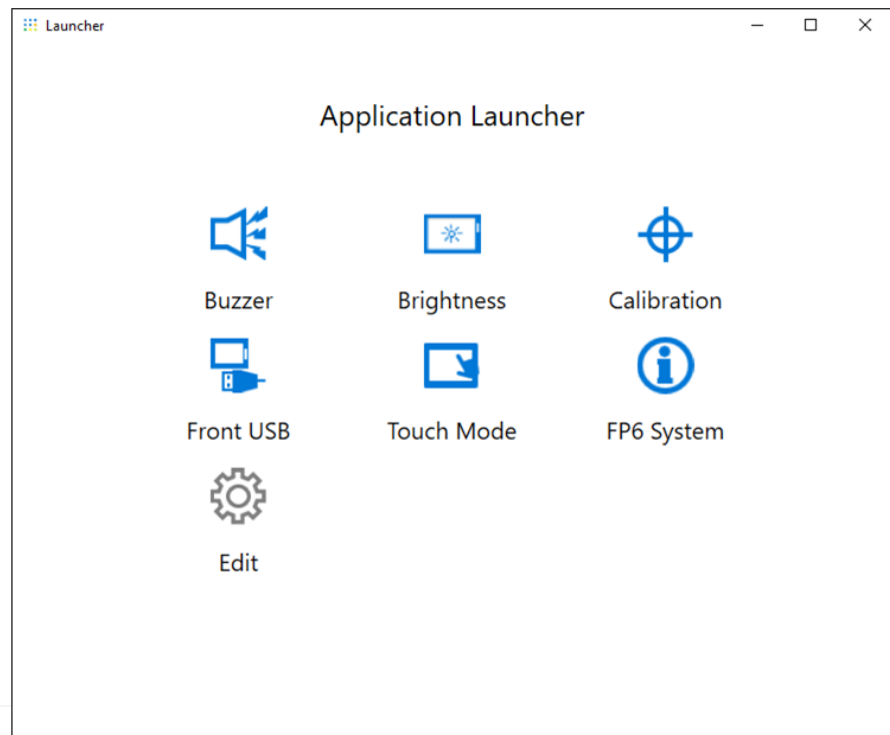 Launcher
Application Launcher
Buzzer
Brightness
Calibration
Front USB
Touch Mode
FP6 System
Edit